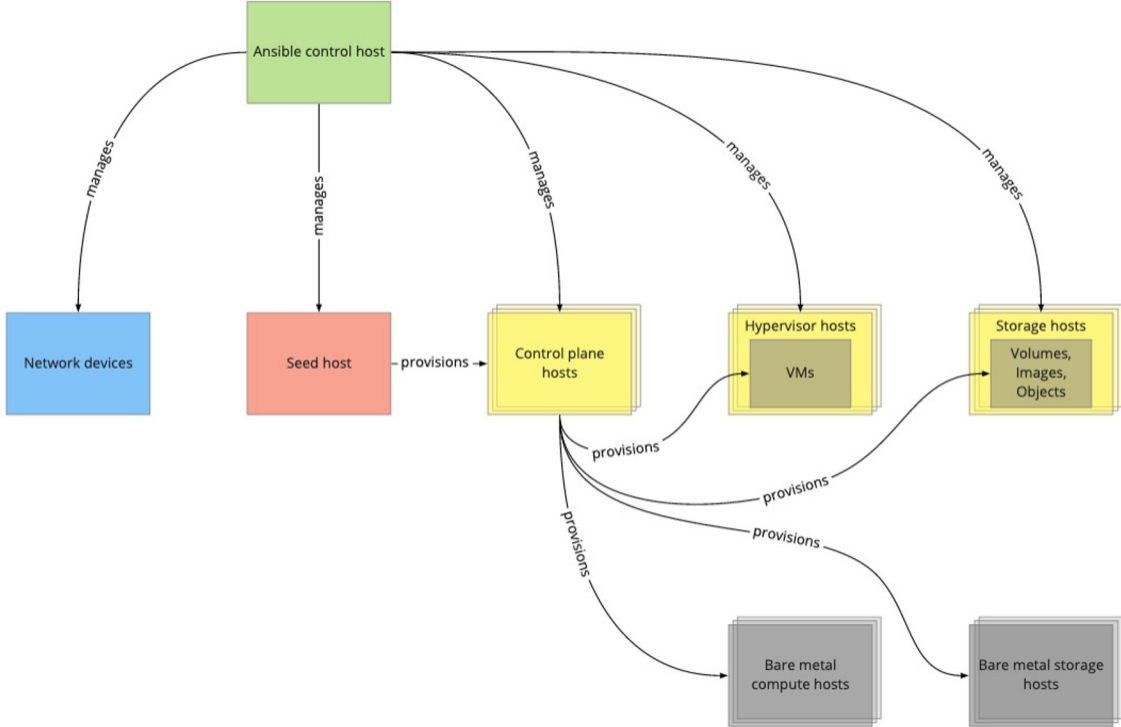 Ansible control host
manages
manages
manages
manages
manages
Network devices
Seed host
provisions
Control plane
hosts
Hypervisor hosts
VMs
Storage hosts
Volumes,
Images,
Objects
provisions
provisions
provisions
provisions
Bare metal
compute hosts
Bare metal storage
hosts